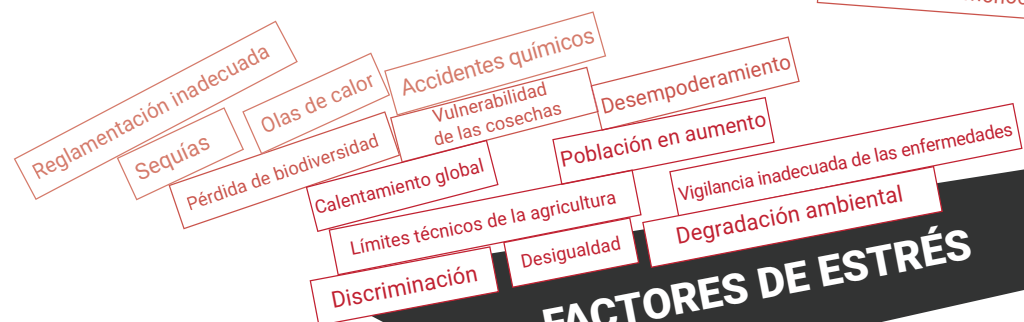 Reglamentación inadecuada
Sequías
Olas de calor
Accidentes químicos
Desempoderamiento
Vulnerabilidad
de las cosechas
Pérdida de biodiversidad
Calentamiento global
Población en aumento
Vigilancia inadecuada de las enfermedades
Límites técnicos de la agricultura
Degradación ambiental
Desigualdad
Discriminación
FACTORES DE ESTRÉS